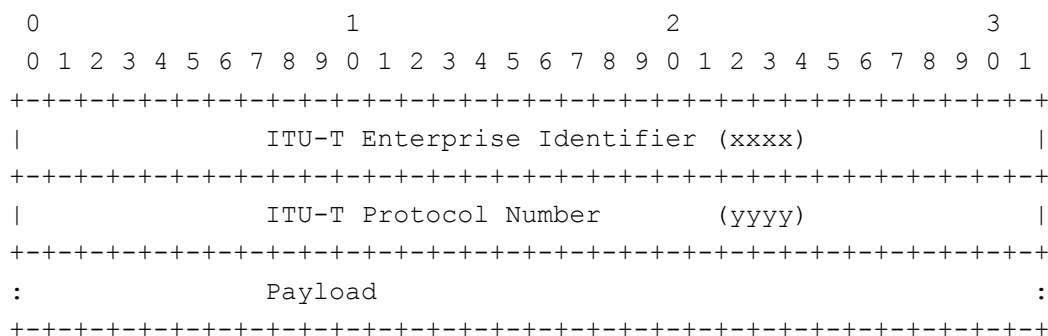 0                   1                   2                   3
 0 1 2 3 4 5 6 7 8 9 0 1 2 3 4 5 6 7 8 9 0 1 2 3 4 5 6 7 8 9 0 1
+-+-+-+-+-+-+-+-+-+-+-+-+-+-+-+-+-+-+-+-+-+-+-+-+-+-+-+-+-+-+-+-+
|               ITU-T Enterprise Identifier (xxxx)              |
+-+-+-+-+-+-+-+-+-+-+-+-+-+-+-+-+-+-+-+-+-+-+-+-+-+-+-+-+-+-+-+-+
|               ITU-T Protocol Number       (yyyy)              |
+-+-+-+-+-+-+-+-+-+-+-+-+-+-+-+-+-+-+-+-+-+-+-+-+-+-+-+-+-+-+-+-+
:               Payload                                         :
+-+-+-+-+-+-+-+-+-+-+-+-+-+-+-+-+-+-+-+-+-+-+-+-+-+-+-+-+-+-+-+-+